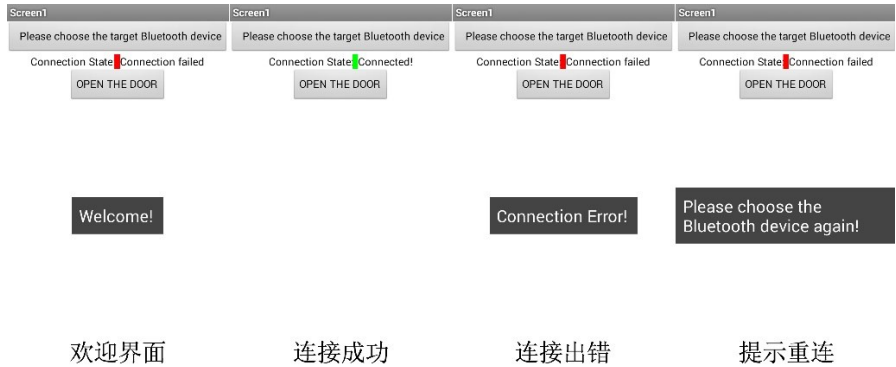 Screen1
Please choose the target Bluetooth device
Connection State: Connection failed
OPEN THE DOOR
Welcome!
欢迎界面
Screen1
Please choose the target Bluetooth device
Connection State: Connected!
OPEN THE DOOR
连接成功
Screen1
Please choose the target Bluetooth device
Connection State: Connection failed
OPEN THE DOOR
Connection Error!
连接出错
Screen1
Please choose the target Bluetooth device
Connection State: Connection failed
OPEN THE DOOR
Please choose the
Bluetooth device again!
提示重连